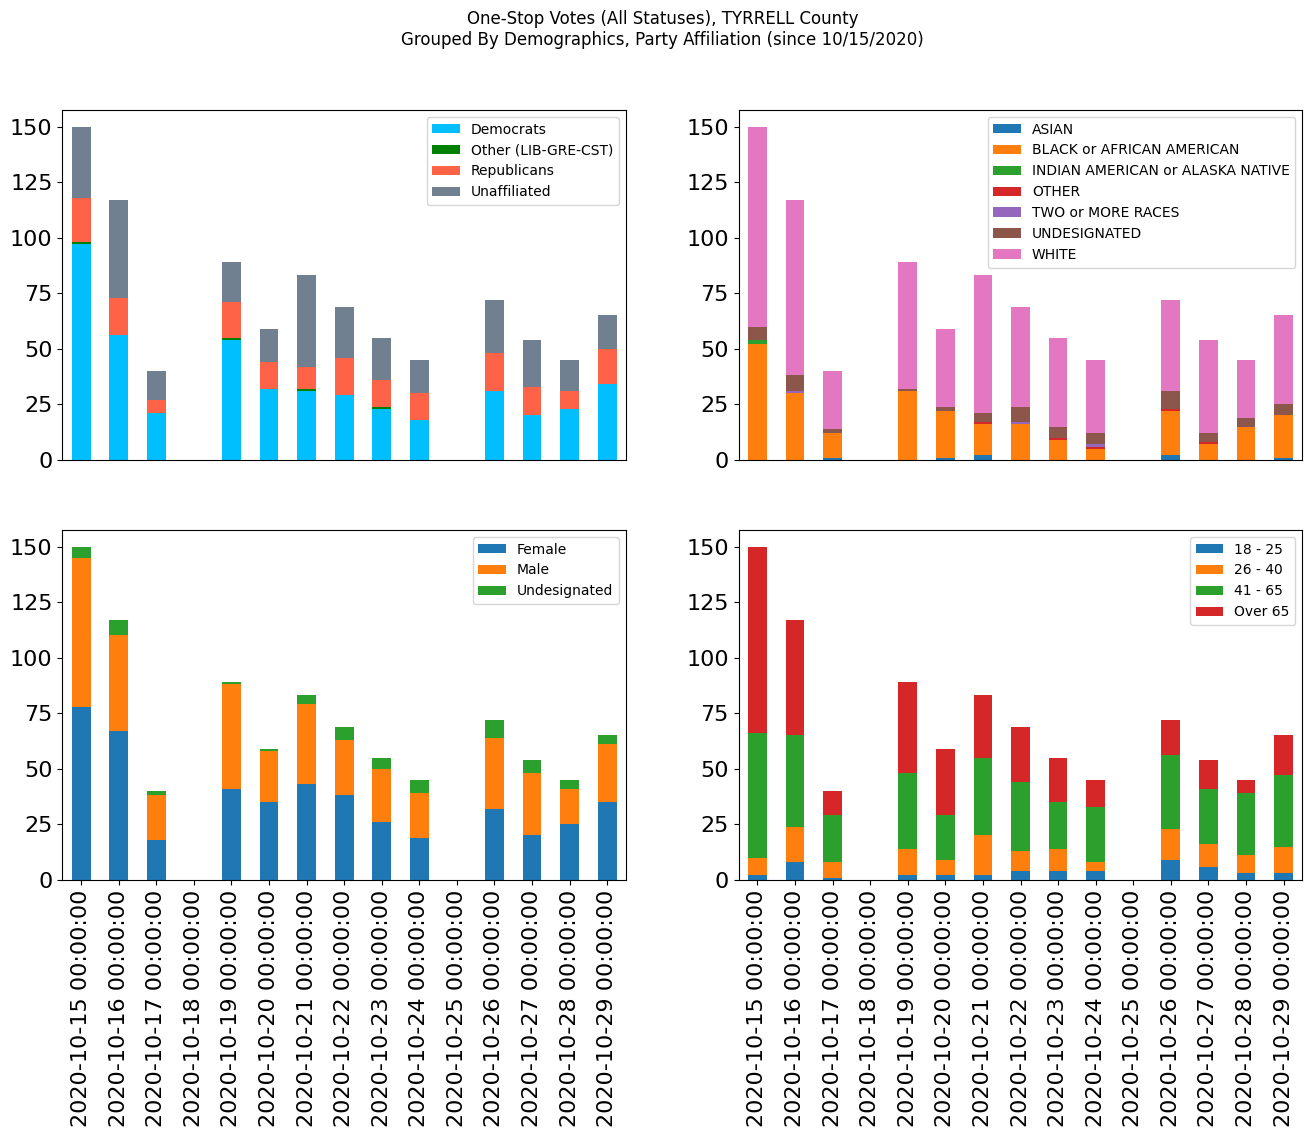 One-Stop Votes (All Statuses), TYRRELL County
Grouped By Demographics, Party Affiliation (since 10/15/2020)
150
125
100
75
50
25
0
Democrats
Other (LIB-GRE-CST)
Republicans
Unaffiliated
150
125
100
75
50
25
0
ASIAN
BLACK or AFRICAN AMERICAN
INDIAN AMERICAN or ALASKA NATIVE
OTHER
TWO or MORE RACES
UNDESIGNATED
WHITE
150
125
100
75
50
25
0
Female
Male
Undesignated
2020-10-15 00:00:00
2020-10-16 00:00:00
2020-10-17 00:00:00
2020-10-18 00:00:00
2020-10-19 00:00:00
2020-10-20 00:00:00
2020-10-21 00:00:00
2020-10-22 00:00:00
2020-10-23 00:00:00
2020-10-24 00:00:00
2020-10-25 00:00:00
2020-10-26 00:00:00
2020-10-27 00:00:00
2020-10-28 00:00:00
2020-10-29 00:00:00
150
125
100
75
50
25
0
18 - 25
26 - 40
41 - 65
Over 65
2020-10-15 00:00:00
2020-10-16 00:00:00
2020-10-17 00:00:00
2020-10-18 00:00:00
2020-10-19 00:00:00
2020-10-20 00:00:00
2020-10-21 00:00:00
2020-10-22 00:00:00
2020-10-23 00:00:00
2020-10-24 00:00:00
2020-10-25 00:00:00
2020-10-26 00:00:00
2020-10-27 00:00:00
2020-10-28 00:00:00
2020-10-29 00:00:00